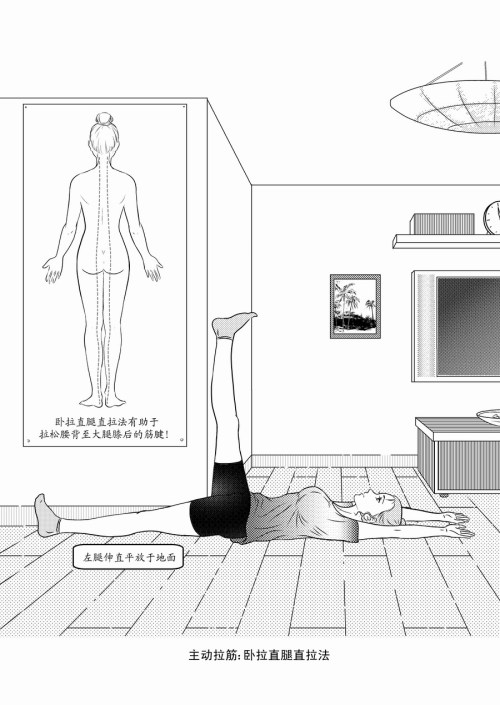 卧拉直腿直拉法有助于
拉松腰背至大腿膝后的筋腱！
左腿伸直平放于地面
主动拉筋：卧拉直腿直拉法